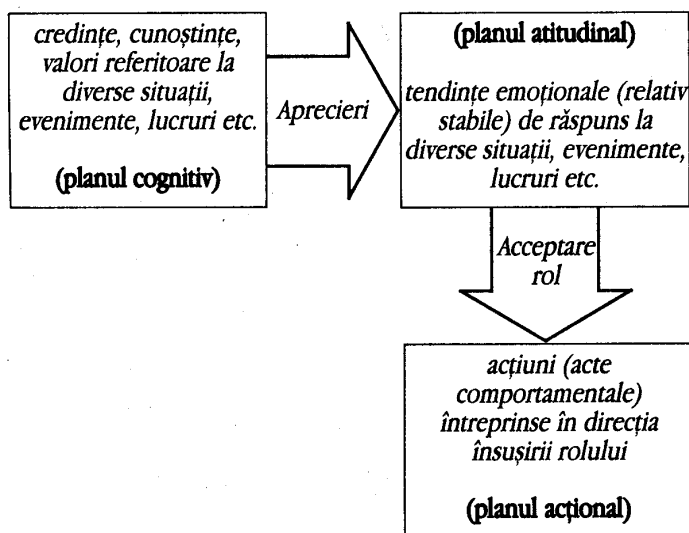 credințe, cunoștințe,
valori referitoare la
diverse situații,
evenimente, lucruri etc.
(planul cognitiv)
Aprecieri
(planul atitudinal)
tendințe emoționale (relativ
stabile) de răspuns la
diverse situații, evenimente,
lucruri etc.
Acceptare
rol
acțiuni (acte
comportamentale)
întreprinse în direcția
însușirii rolului
(planul acțional)